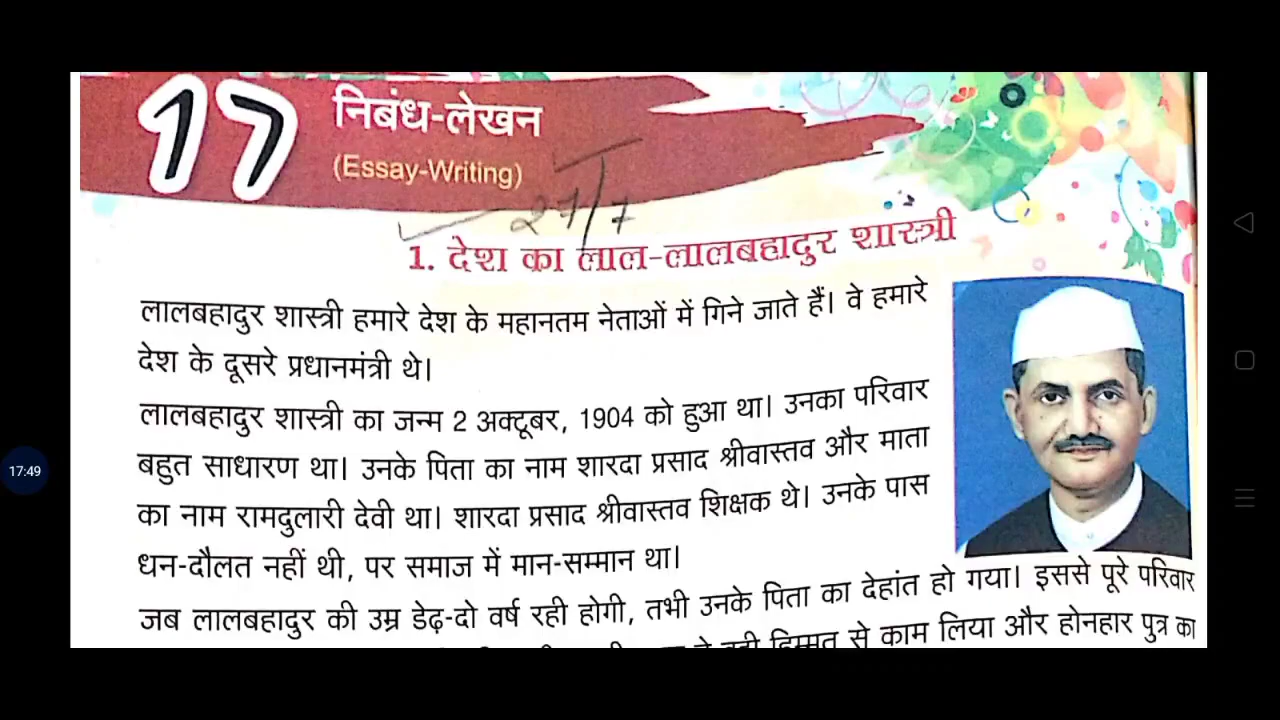 17
निबंध-लेखन
(Essay-Writing)
27/7
1. देश का लाल-लालबहादुर शास्त्री
लालबहादुर शास्त्री हमारे देश के महानतम नेताओं में गिने जाते हैं। वे हमारे
देश के दूसरे प्रधानमंत्री थे।
लालबहादुर शास्त्री का जन्म 2 अक्टूबर, 1904 को हुआ था। उनका परिवार
बहुत साधारण था। उनके पिता का नाम शारदा प्रसाद श्रीवास्तव और माता
का नाम रामदुलारी देवी था। शारदा प्रसाद श्रीवास्तव शिक्षक थे। उनके पास
धन-दौलत नहीं थी, पर समाज में मान-सम्मान था।
जब लालबहादुर की उम्र डेढ़-दो वर्ष रही होगी, तभी उनके पिता का देहांत हो गया। इससे पूरे परिवार
हिम्मत से काम लिया और होनहार पुत्र का
17:49